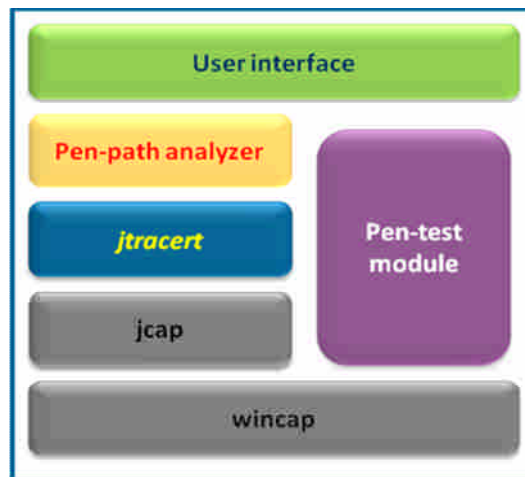 User interface
Pen-path analyzer
jtracert
Pen-test
module
jcap
wincap